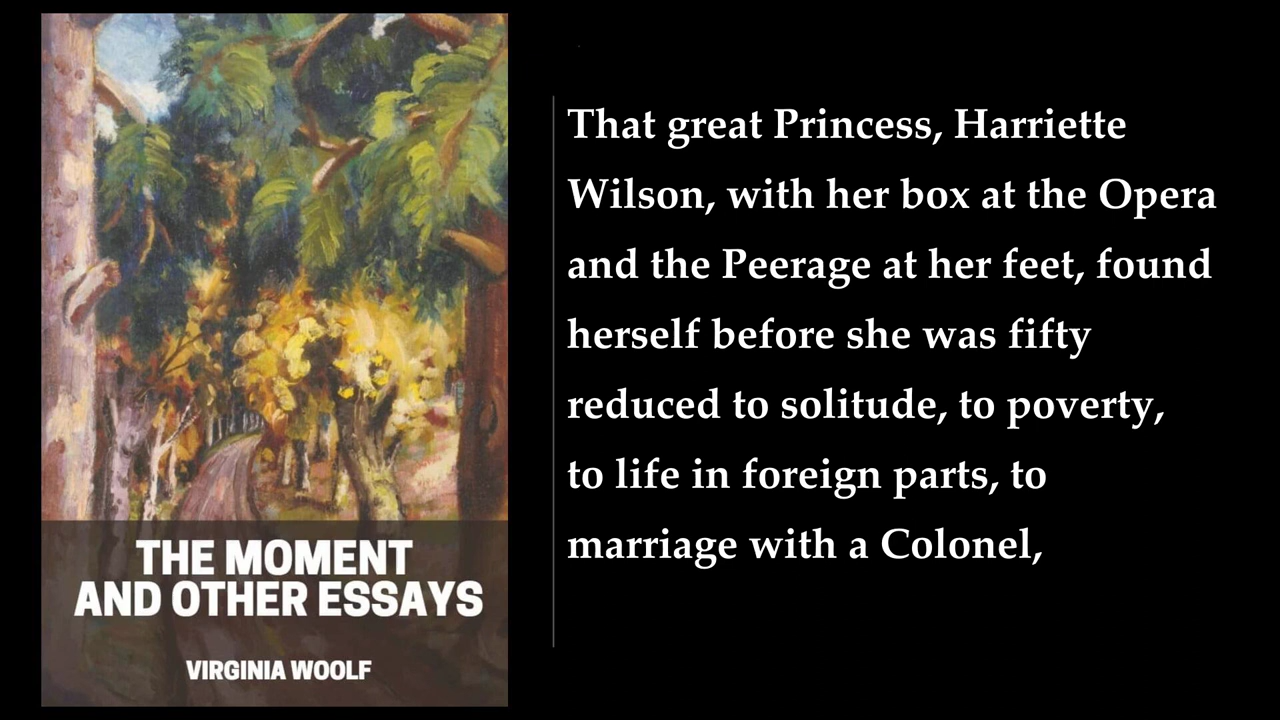 THE MOMENT
AND OTHER ESSAYS
VIRGINIA WOOLF
That great Princess, Harriette
Wilson, with her box at the Opera
and the Peerage at her feet, found
herself before she was fifty
reduced to solitude, to poverty,
to life in foreign parts, to
marriage with a Colonel,